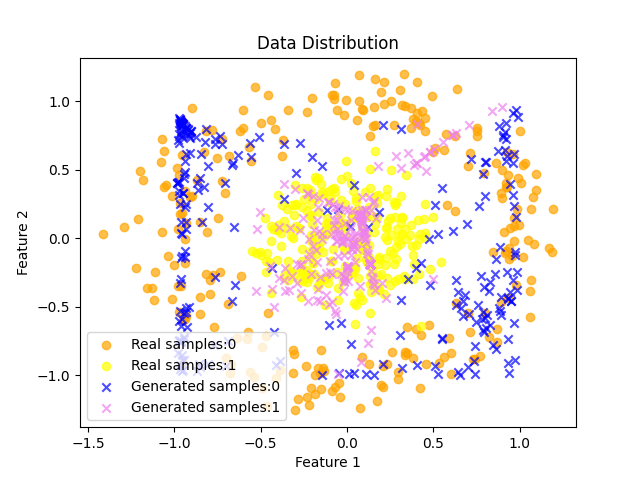 Data Distribution
Feature 2
1.0
0.5
0.0
−0.5
−1.0
Real samples:0
Real samples:1
Generated samples:0
Generated samples:1
−1.5 −1.0 −0.5 0.0 0.5 1.0
Feature 1